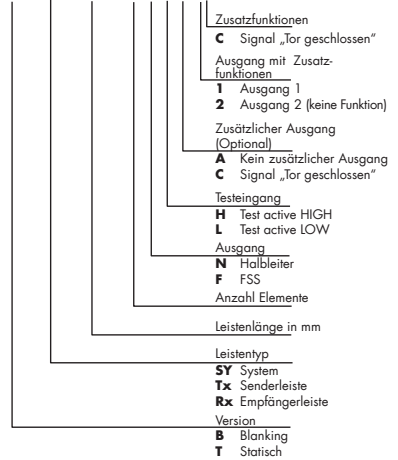 Zusatzfunktionen
C Signal „Tor geschlossen“
Ausgang mit Zusatz-
funktionen
1 Ausgang 1
2 Ausgang 2 (keine Funktion)
Zusätzlicher Ausgang
(Optional)
A Kein zusätzlicher Ausgang
C Signal „Tor geschlossen“
Testeingang
H Test active HIGH
L Test active LOW
Ausgang
N Halbleiter
F FSS
Anzahl Elemente
Leistenlänge in mm
Leistentyp
SY System
Tx Senderleiste
Rx Empfängerleiste
Version
B Blanking
T Statisch